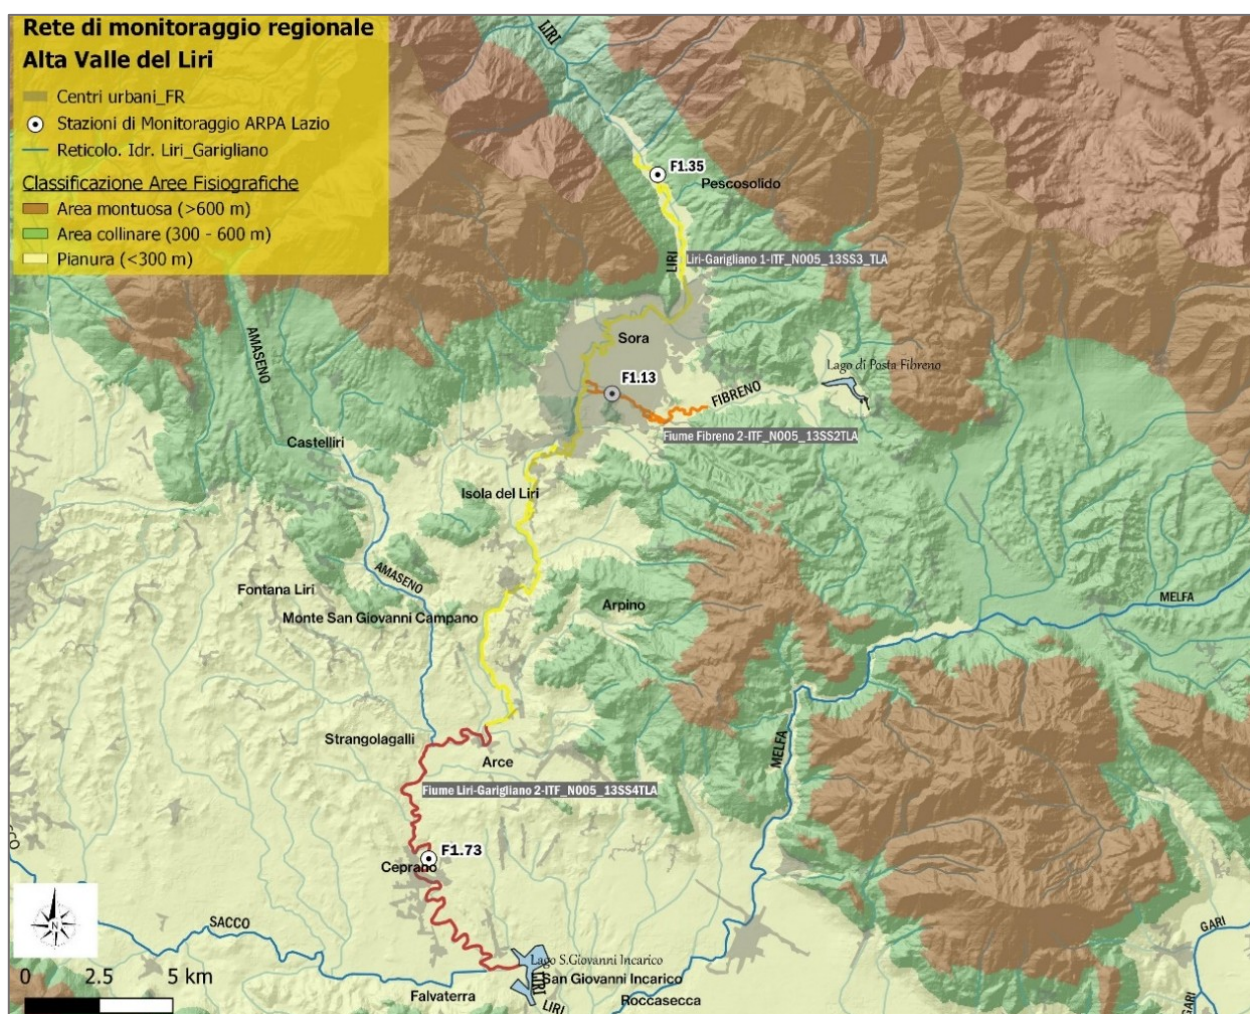 Rete di monitoraggio regionale
Alta Valle del Liri
Centri urbani_FR
Stazioni di Monitoraggio ARPA Lazio
Reticolo. Idr. Liri_Garigliano
Classificazione Aree Fisiografiche
Area montuosa (>600 m)
Area collinare (300 - 600 m)
Pianura (<300 m)
LIRI
F1.35
Pescosolido
LIRI
Liri-Garigliano 1-ITF_N005_13SS3_TLA
Sora
AMASENO
Lago di Posta Fibreno
F1.13
FIBRENO
Fiume Fibreno 2-ITF_N005_13SS2TLA
Castelliri
Isola del Liri
AMASENO
Fontana Liri
Monte San Giovanni Campano
Arpino
MELFA
Strangolagalli
Arce
MELFA
Fiume Liri-Garigliano 2-ITF_N005_13SS4TLA
F1.73
Ceprano
N
SACCO
GARI
Lago S.Giovanni Incarico
San Giovanni Incarico
LIRI
0 2.5 5 km
Falvaterra
LIRI
Roccasecca
GARI